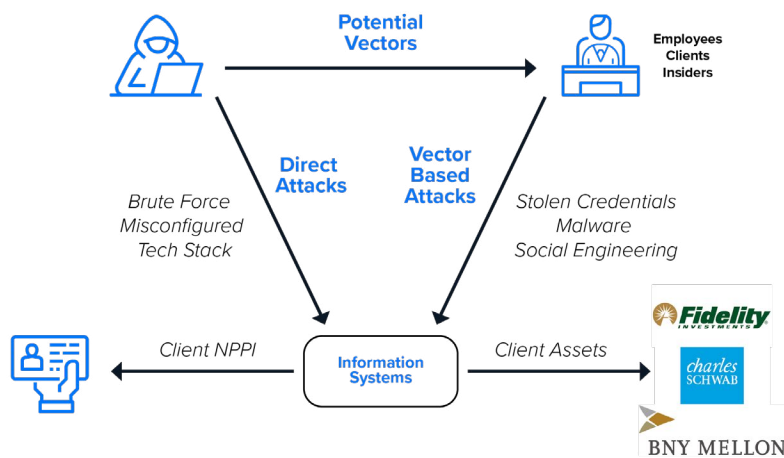 Potential
Vectors
Employees
Clients
Insiders
Direct
Attacks
Vector
Based
Attacks
Brute Force
Misconfigured
Tech Stack
Stolen Credentials
Malware
Social Engineering
Client NPPI
Information
Systems
Client Assets
Fidelity
INVESTMENTS
charles
SCHWAB
BNY MELLON